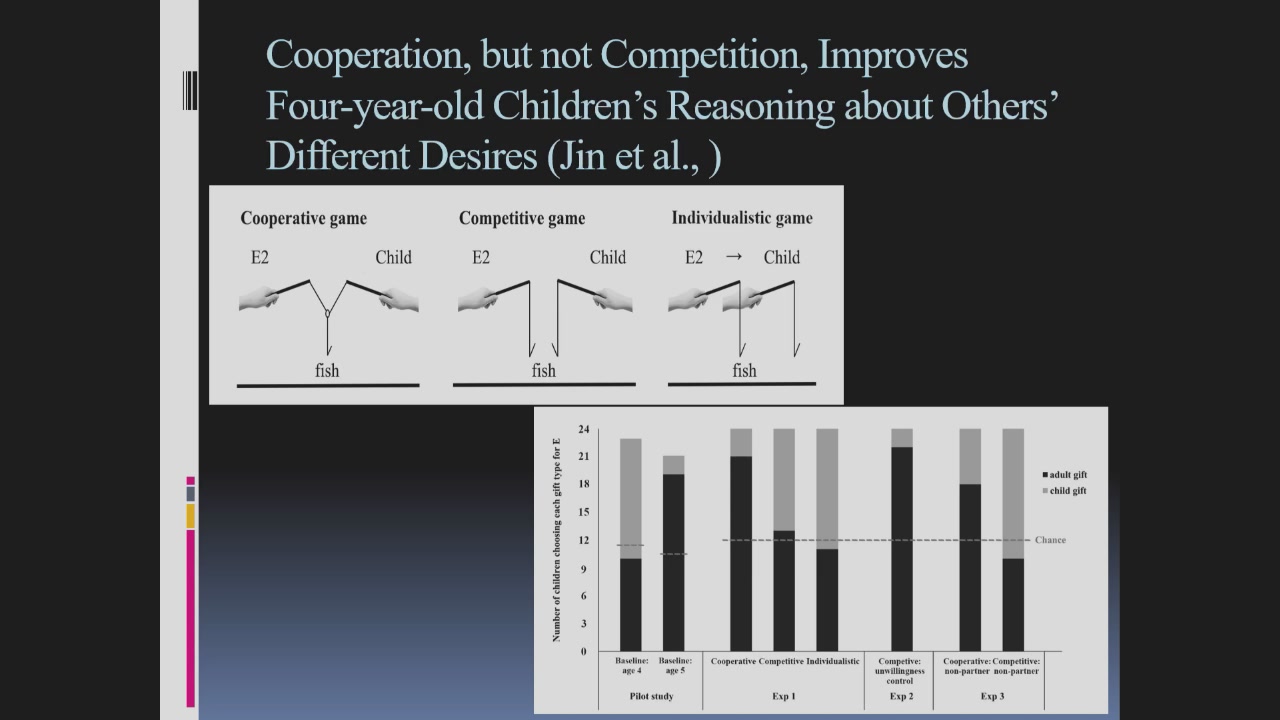 Cooperation, but not Competition, Improves
Four-year-old Children’s Reasoning about Others’
Different Desires (Jin et al., )
Cooperative game
Competitive game
Individualistic game
E2
Child
E2
Child
E2 → Child
fish
fish
fish
Number of children choosing each gift type for E
24
21
18
15
12
9
6
3
0
adult gift
child gift
Chance
Baseline: age 4
Baseline: age 5
Cooperative Competitive Individualistic
Competive: unwillingness control
Cooperative: non-partner
Competitive: non-partner
Pilot study
Exp 1
Exp 2
Exp 3